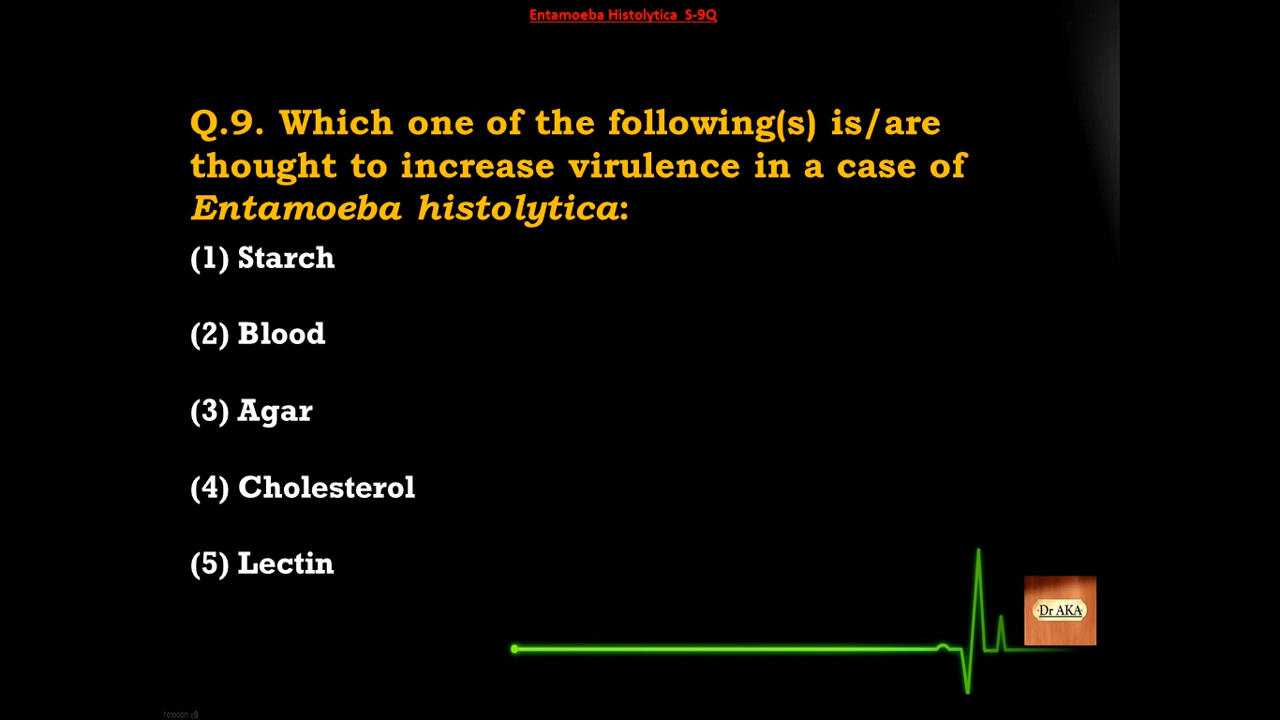 Entamoeba Histolytica S-9Q
Q.9. Which one of the following(s) is/are
thought to increase virulence in a case of
Entamoeba histolytica:
(1) Starch
(2) Blood
(3) Agar
(4) Cholesterol
(5) Lectin
Dr AKA